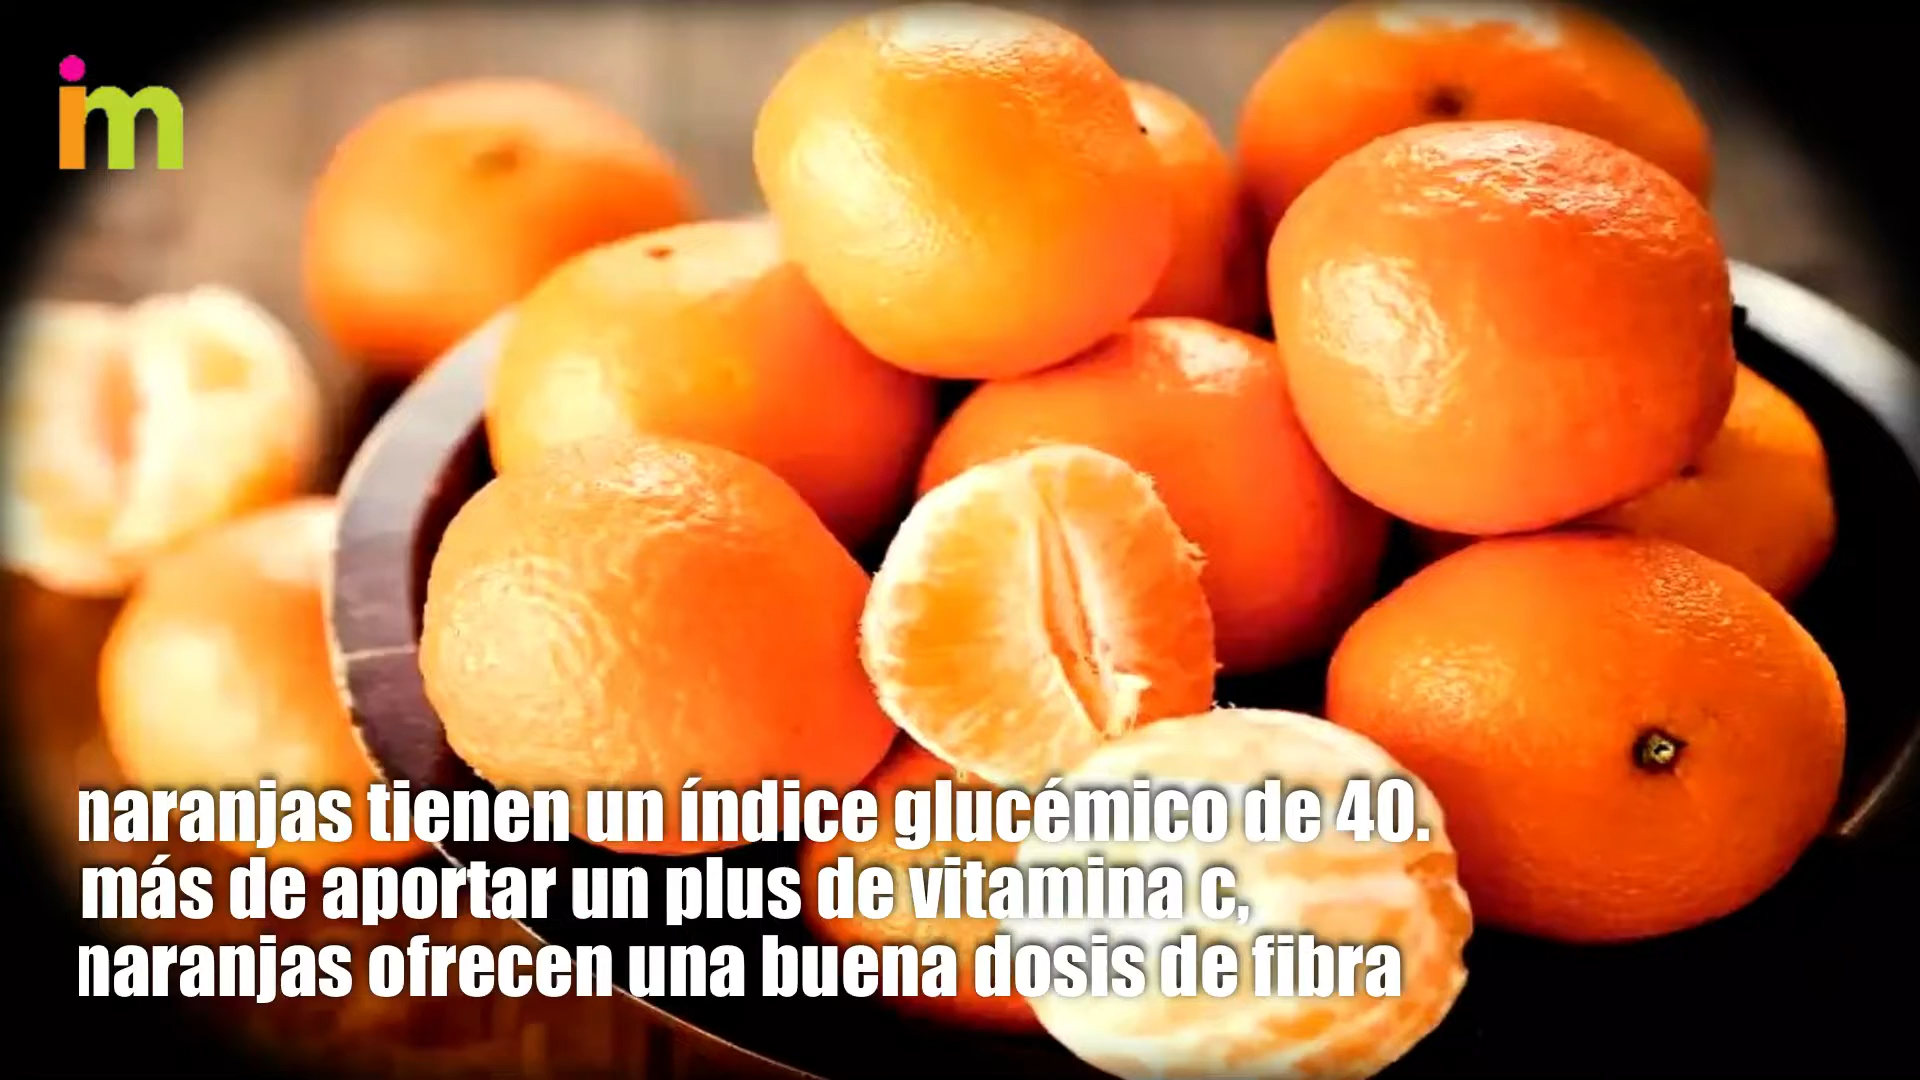 im
naranjas tienen un índice glucémico de 40.
más de aportar un plus de vitamina c,
naranjas ofrecen una buena dosis de fibra